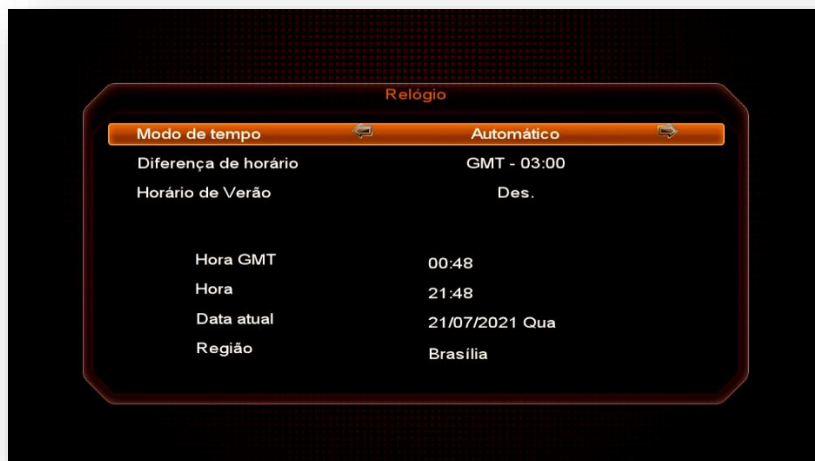 Relógio
Modo de tempo Automático
Diferença de horário GMT - 03:00
Horário de Verão Des.
Hora GMT 00:48
Hora 21:48
Data atual 21/07/2021 Qua
Região Brasília